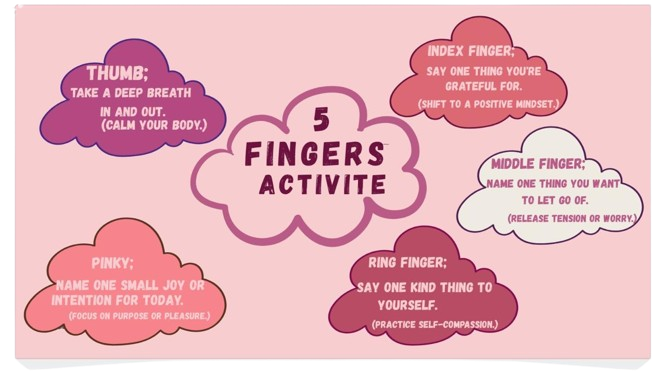 5
FINGERS
ACTIVITE
THUMB;
TAKE A DEEP BREATH
IN AND OUT.
(CALM YOUR BODY.)
INDEX FINGER;
SAY ONE THING YOU'RE
GRATEFUL FOR.
(SHIFT TO A POSITIVE MINDSET.)
MIDDLE FINGER;
NAME ONE THING YOU WANT
TO LET GO OF.
(RELEASE TENSION OR WORRY.)
RING FINGER;
SAY ONE KIND THING TO
YOURSELF.
(PRACTICE SELF-COMPASSION.)
PINKY;
NAME ONE SMALL JOY OR
INTENTION FOR TODAY.
(FOCUS ON PURPOSE OR PLEASURE.)